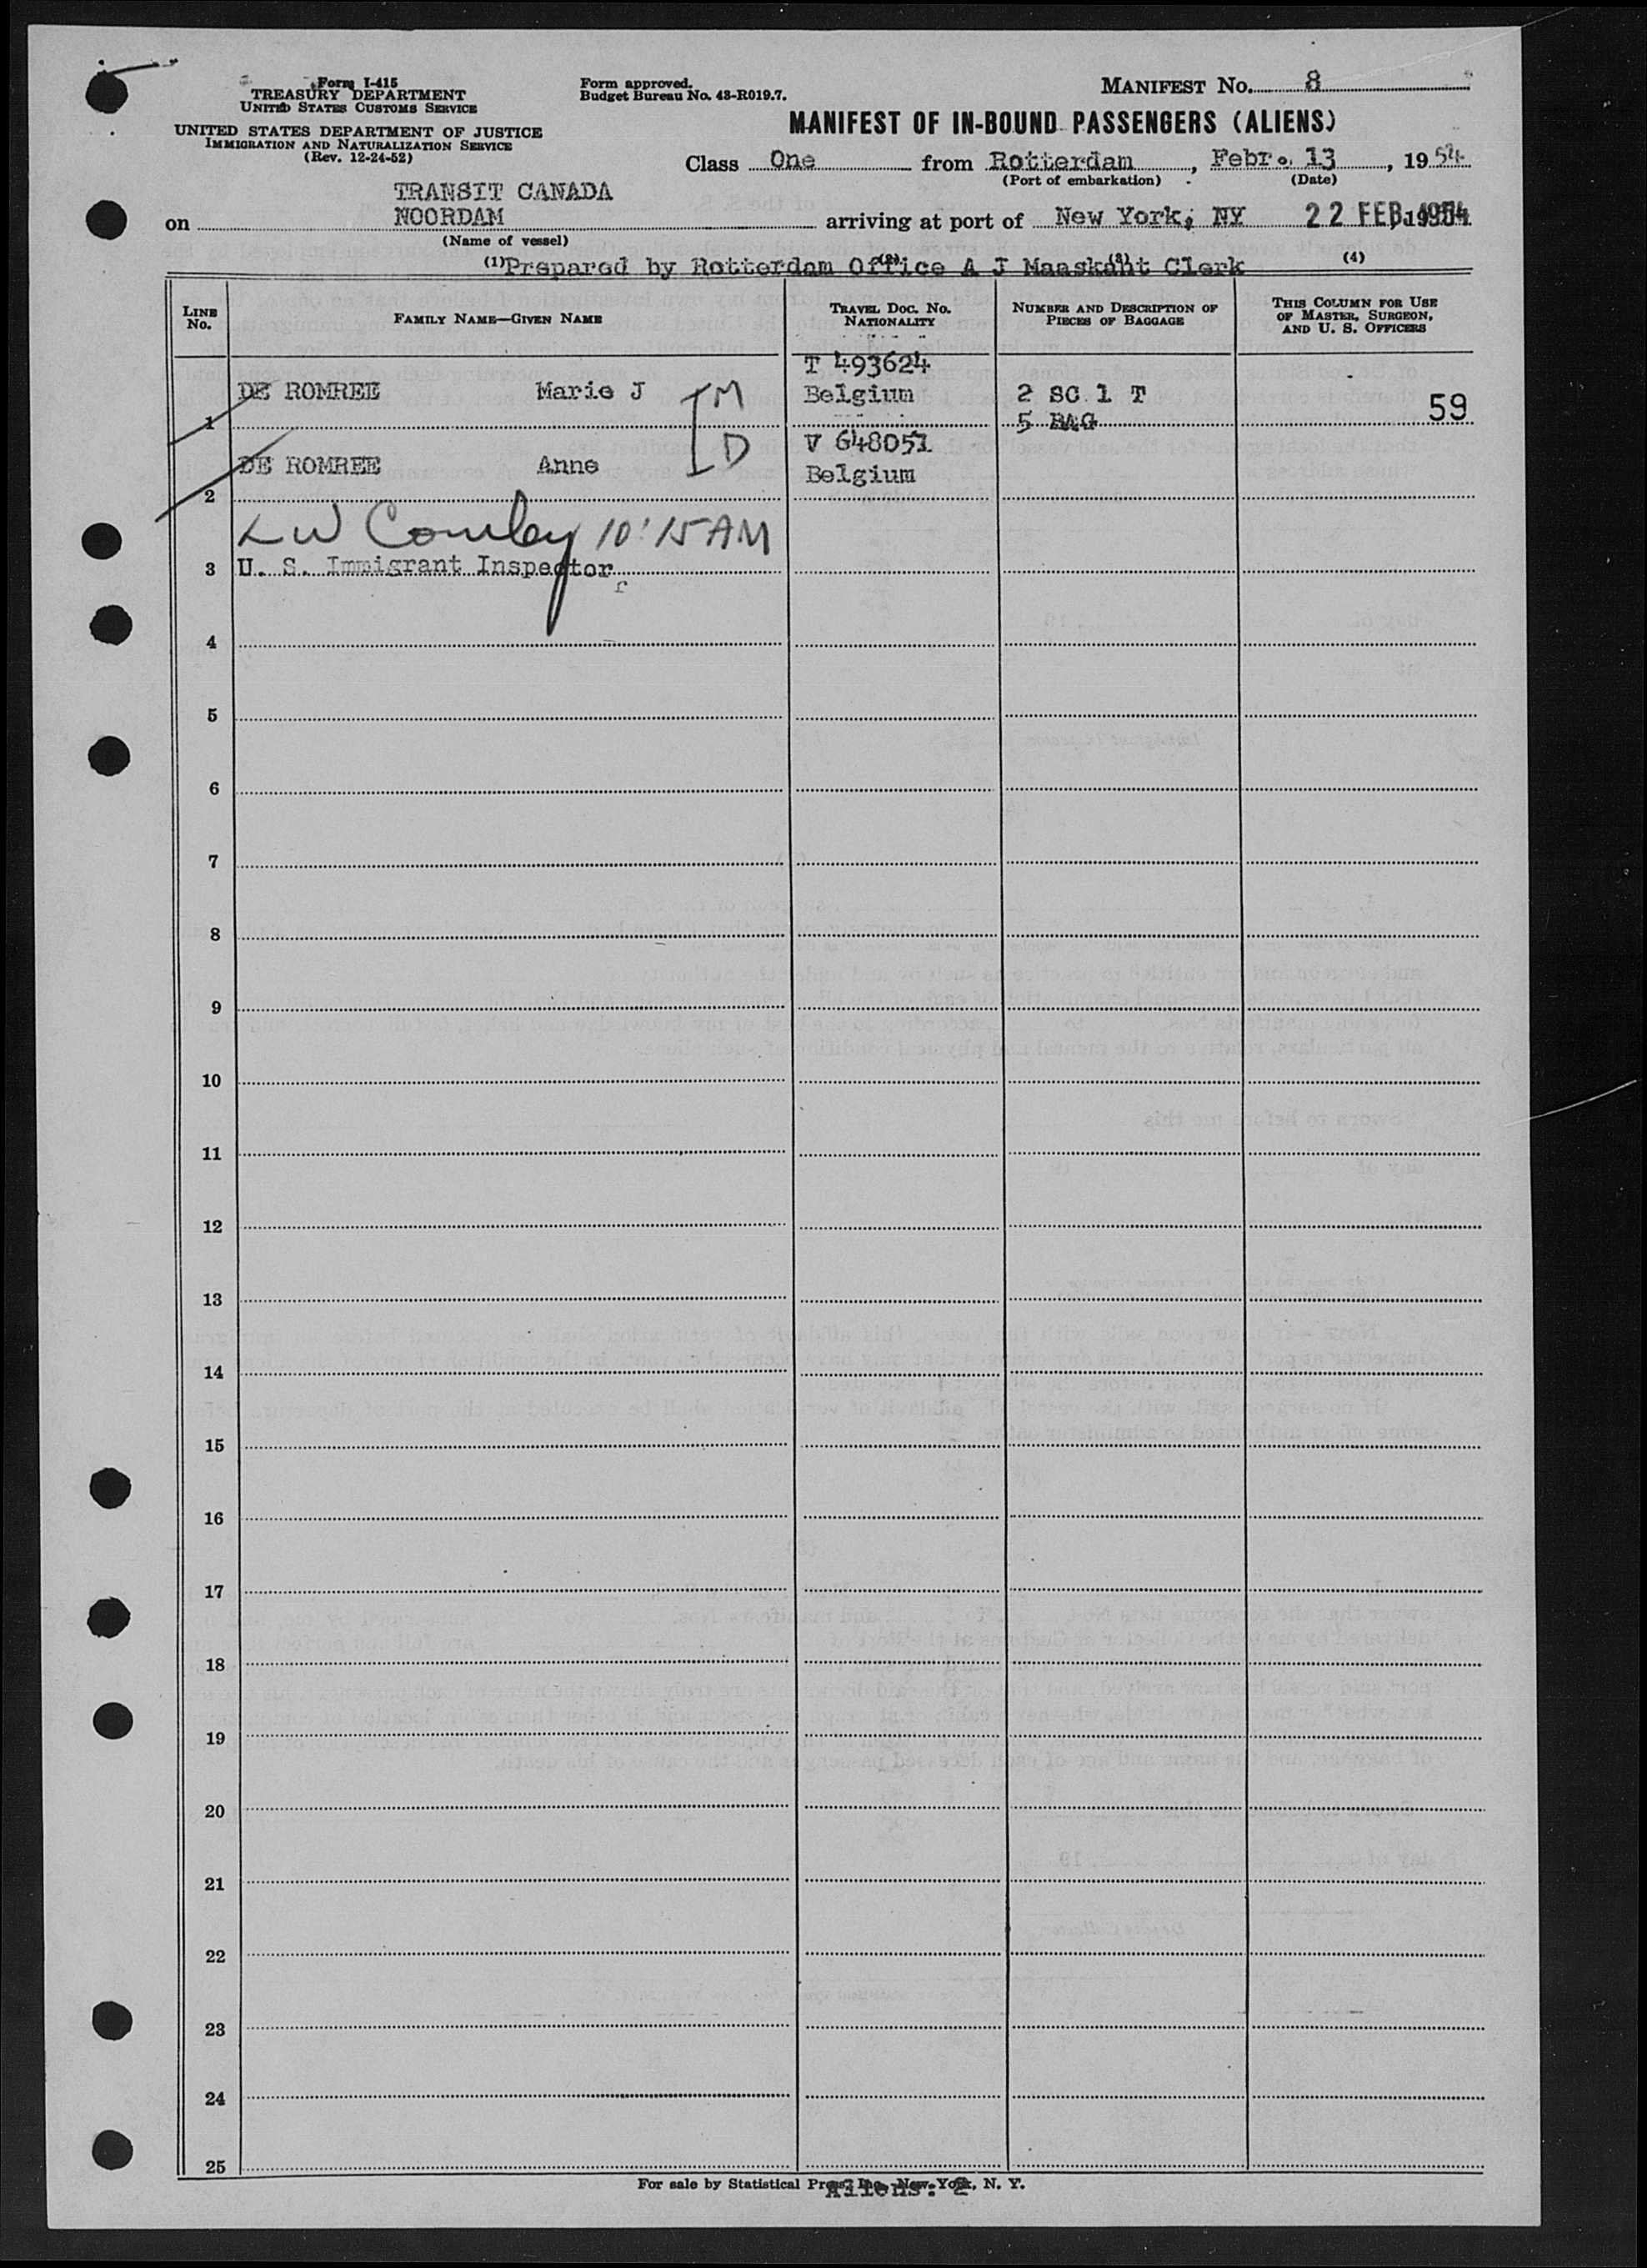 Form I-415
TREASURY DEPARTMENT
UNITED STATES CUSTOMS SERVICE
UNITED STATES DEPARTMENT OF JUSTICE
IMMIGRATION AND NATURALIZATION SERVICE
(Rev. 12-24-52)
Form approved.
Budget Bureau No. 43-R019.7.
MANIFEST No. 8
MANIFEST OF IN-BOUND PASSENGERS (ALIENS)
Class One from Rotterdam, Febr. 13, 1954
(Port of embarkation) (Date)
TRANSIT CANADA
on NOORDAM arriving at port of New York, NY 22 FEB 1954
(Name of vessel)
(1) Prepared by Rotterdam Office A J Maaskant Clerk (2) (3) (4)
LINE No. FAMILY NAME—GIVEN NAME TRAVEL DOC. No. NATIONALITY NUMBER AND DESCRIPTION OF PIECES OF BAGGAGE THIS COLUMN FOR USE OF MASTER, SURGEON, AND U. S. OFFICERS
T 493624
DE ROMREE Marie J M Belgium 2 SC 1 T 59
1 5 BAG
DE ROMREE Anne D V 648051
2 Belgium
LW Conley 10:15 AM
3 U. S. Immigrant Inspector
r
4
5
6
7
8
9
10
11
12
13
14
15
16
17
18
19
20
21
22
23
24
25
For sale by Statistical Press, Inc., New York, N. Y.
Aliens: 2